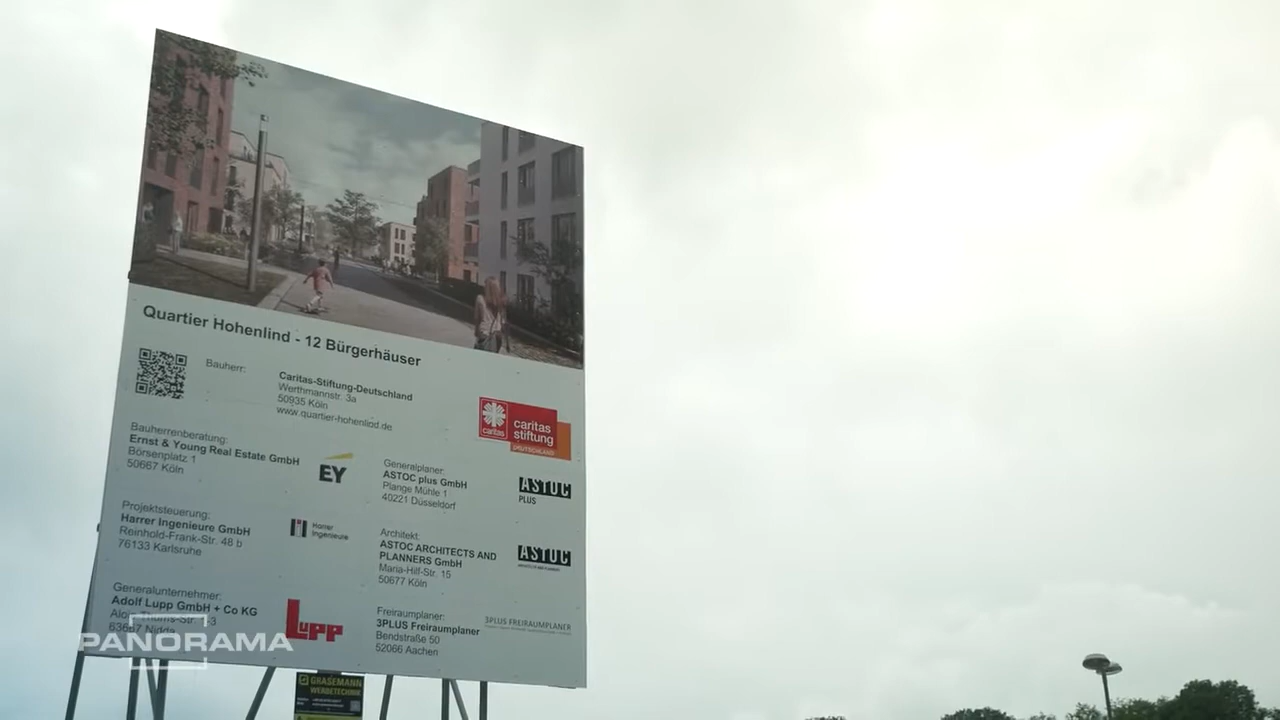 Quartier Hohenlind - 12 Bürgerhäuser
Bauherr:
Caritas-Stiftung-Deutschland
Werthmannstr. 3a
50935 Köln
www.quartier-hohenlind.de
caritas
caritas
stiftung
DEUTSCHLAND
Bauherrenberatung:
Ernst & Young Real Estate GmbH
Börsenplatz 1
50667 Köln
EY
Generalplaner:
ASTOC plus GmbH
Plange Mühle 1
40221 Düsseldorf
ASTOC
PLUS
Projektsteuerung:
Harrer Ingenieure GmbH
Reinhold-Frank-Str. 48 b
76133 Karlsruhe
Harrer
Ingenieure
Architekt:
ASTOC ARCHITECTS AND
PLANNERS GmbH
Maria-Hilf-Str. 15
50677 Köln
ASTOC
Generalunternehmer:
Adolf Lupp GmbH + Co KG
63667 Nidda
LUPP
Freiraumplaner:
3PLUS Freiraumplaner
Bendstraße 50
52066 Aachen
3PLUS FREIRAUMPLANER
PANORAMA
GRASEMANN
WERBETECHNIK